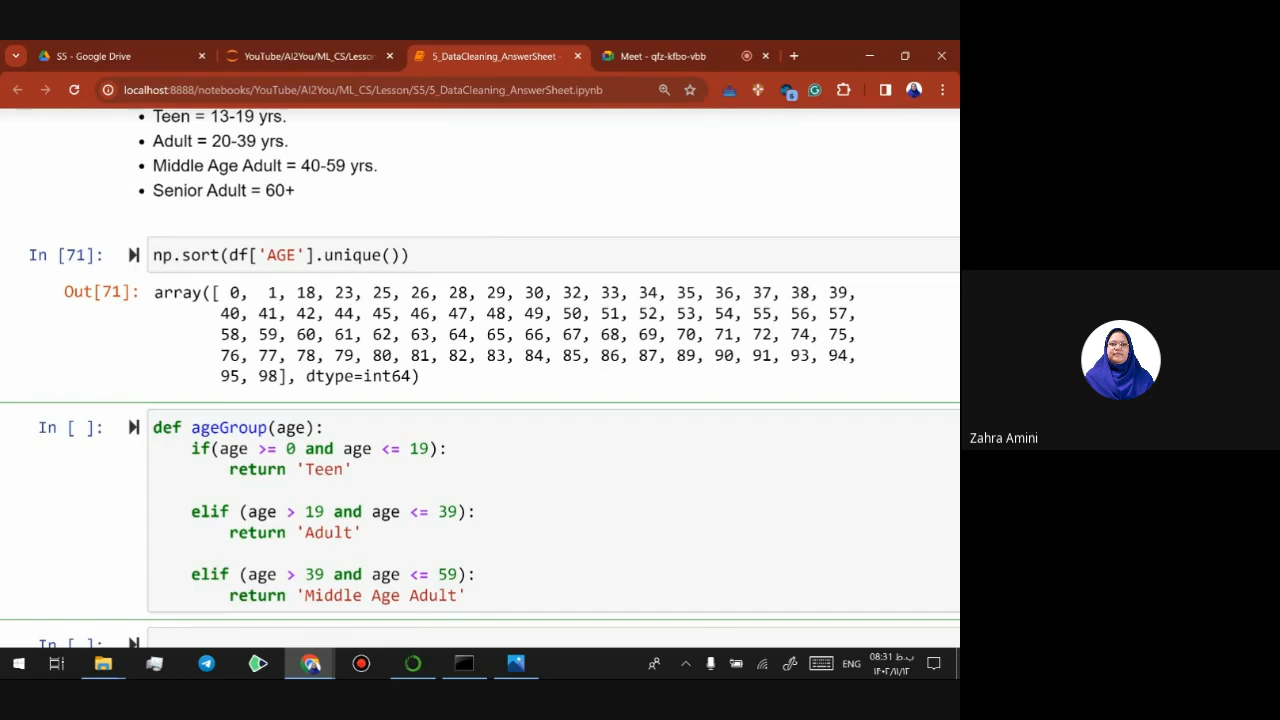 S5 - Google Drive
YouTube/AI2You/ML_CS/Lesson
5_DataCleaning_AnswerSheet -
Meet - qfz-kfbo-vbb
localhost:8888/notebooks/YouTube/AI2You/ML_CS/Lesson/S5/5_DataCleaning_AnswerSheet.ipynb
6
• Teen = 13-19 yrs.
• Adult = 20-39 yrs.
• Middle Age Adult = 40-59 yrs.
• Senior Adult = 60+
In [71]: np.sort(df['AGE'].unique())
Out[71]: array([ 0, 1, 18, 23, 25, 26, 28, 29, 30, 32, 33, 34, 35, 36, 37, 38, 39,
40, 41, 42, 44, 45, 46, 47, 48, 49, 50, 51, 52, 53, 54, 55, 56, 57,
58, 59, 60, 61, 62, 63, 64, 65, 66, 67, 68, 69, 70, 71, 72, 74, 75,
76, 77, 78, 79, 80, 81, 82, 83, 84, 85, 86, 87, 89, 90, 91, 93, 94,
95, 98], dtype=int64)
In [ ]: def ageGroup(age):
if(age >= 0 and age <= 19):
return 'Teen'
elif (age > 19 and age <= 39):
return 'Adult'
elif (age > 39 and age <= 59):
return 'Middle Age Adult'
In [ ]:
Zahra Amini
ENG
08:31 ب.ظ
۱۴۰۲/۱۱/۱۲